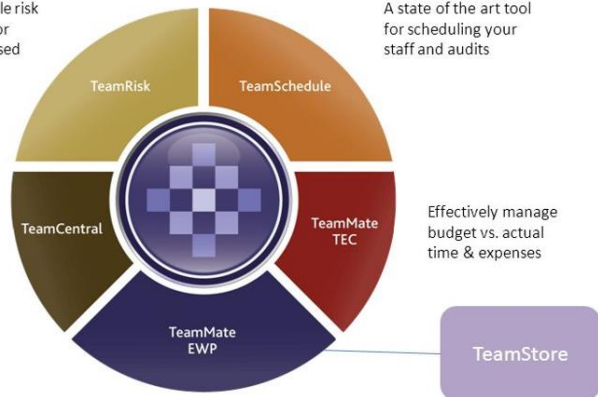 le risk
or
sed
A state of the art tool
for scheduling your
staff and audits
TeamRisk
TeamSchedule
TeamCentral
TeamMate
TEC
Effectively manage
budget vs. actual
time & expenses
TeamMate
EWP
TeamStore